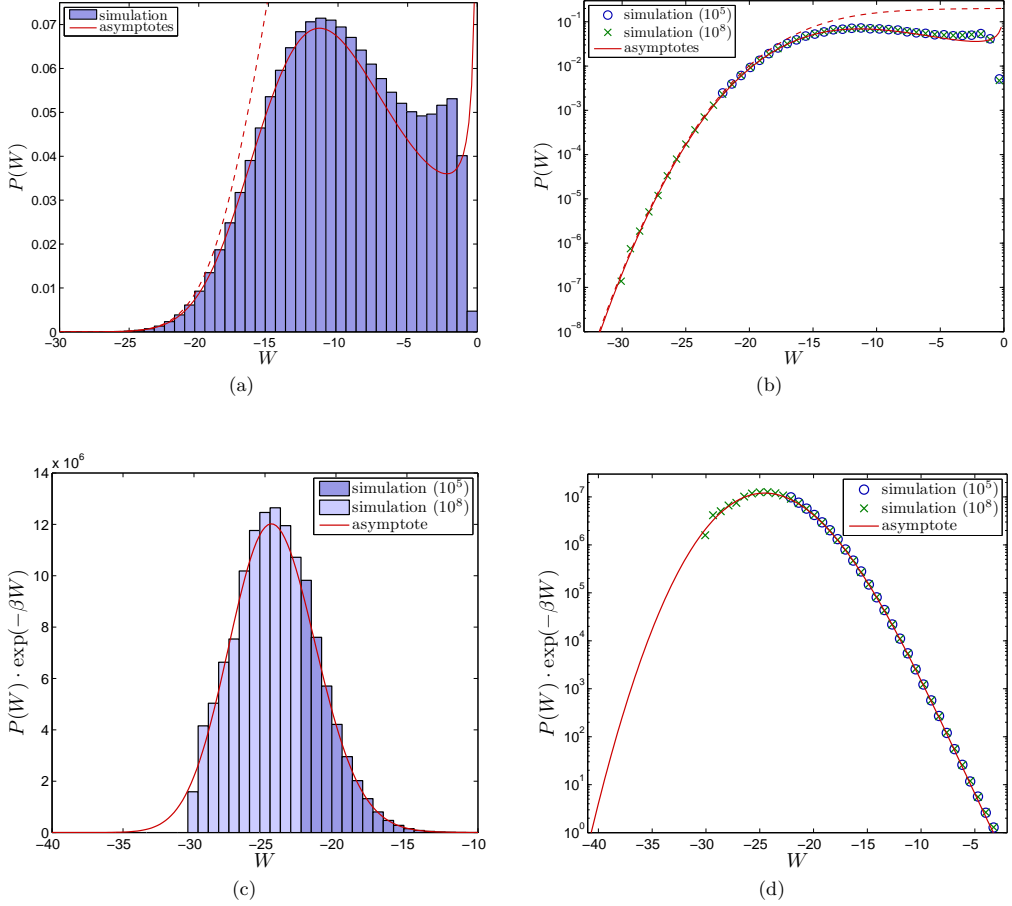 simulation
asymptotes
0.07
0.06
0.05
0.04
0.03
0.02
0.01
0
P(W)
−30 −25 −20 −15 −10 −5 0
W
(a)
simulation (10^5)
simulation (10^8)
asymptotes
10^−1
10^−2
10^−3
10^−4
10^−5
10^−6
10^−7
10^−8
P(W)
−30 −25 −20 −15 −10 −5 0
W
(b)
x 10^6
simulation (10^5)
simulation (10^8)
asymptote
14
12
10
8
6
4
2
0
P(W) · exp(−βW)
−40 −35 −30 −25 −20 −15 −10
W
(c)
simulation (10^5)
simulation (10^8)
asymptote
10^7
10^6
10^5
10^4
10^3
10^2
10^1
10^0
P(W) · exp(−βW)
−40 −35 −30 −25 −20 −15 −10 −5
W
(d)